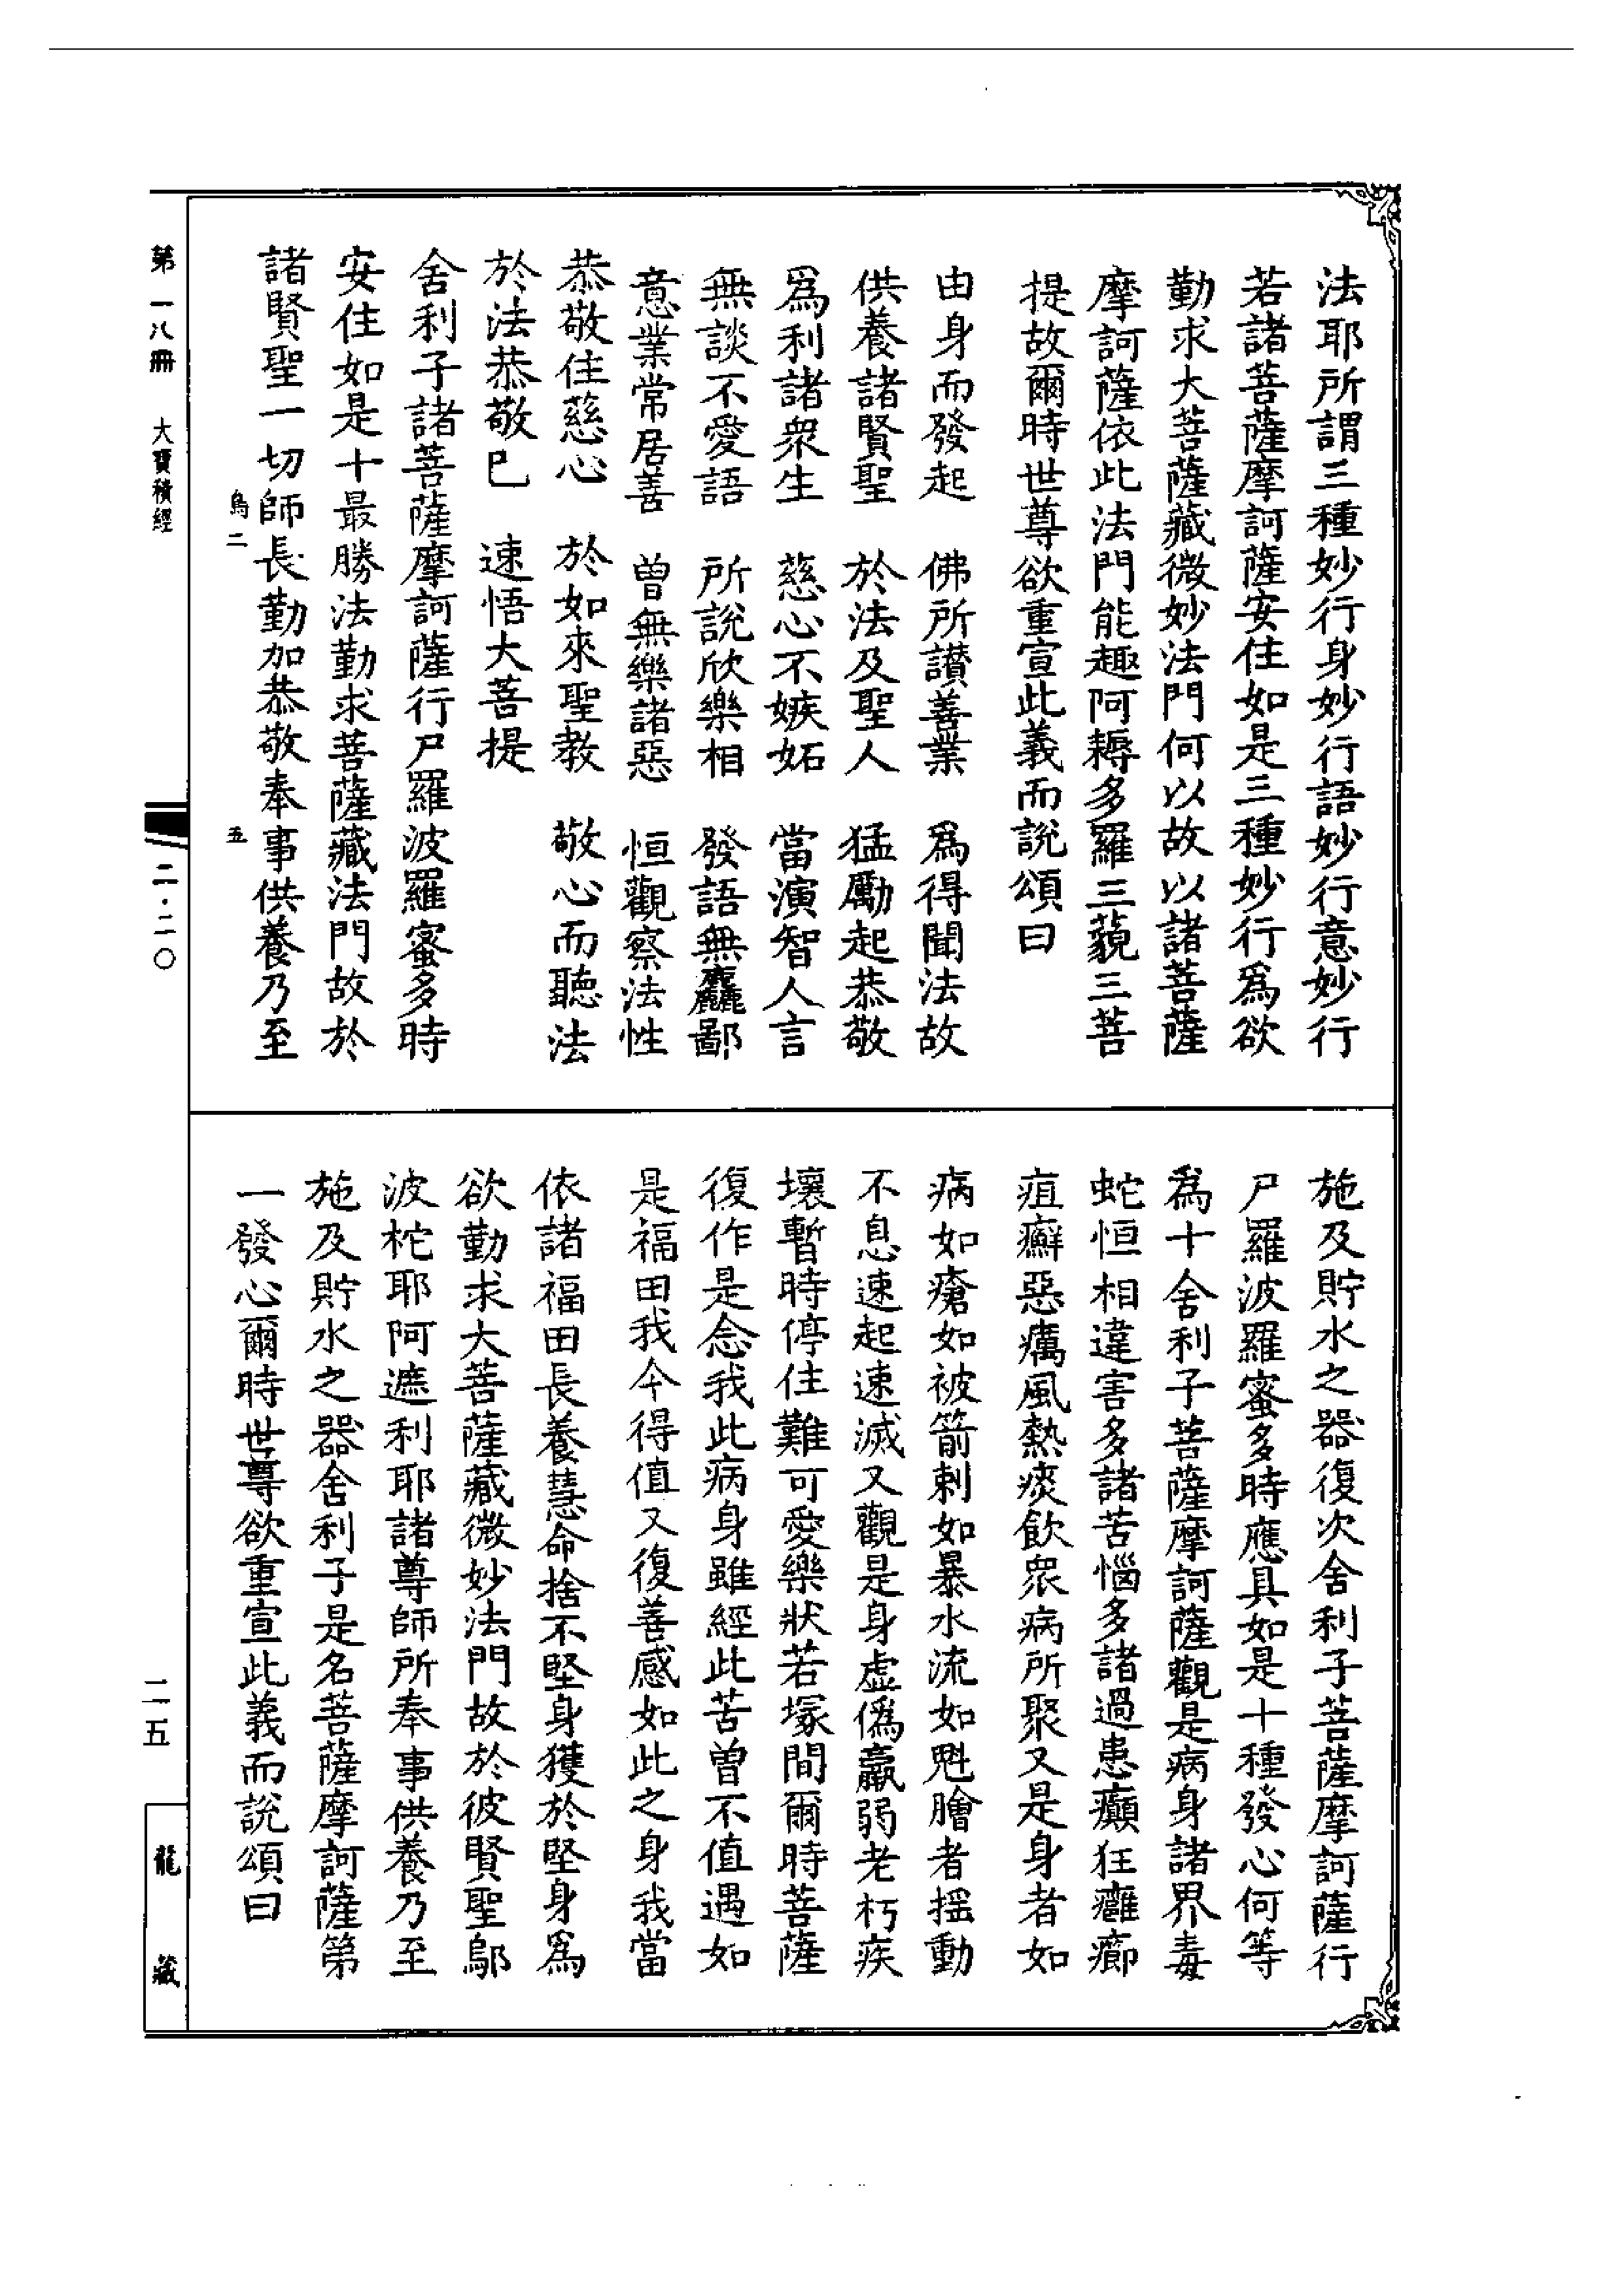 法耶所謂三種妙行身妙行語妙行意妙行
若諸菩薩摩訶薩安住如是三種妙行爲欲
勤求大菩薩藏微妙法門何以故以諸菩薩
摩訶薩依此法門能趣阿耨多羅三藐三菩
提故爾時世尊欲重宣此義而說頌曰
由身而發起　佛所讃善業　爲得聞法故
供養諸賢聖　於法及聖人　猛勵起恭敬
爲利諸衆生　慈心不嫉妬　當演智人言
無談不愛語　所說欣樂相　發語無麤鄙
意業常居善　曾無樂諸惡　恒觀察法性
恭敬住慈心　於如來聖教　敬心而聽法
於法恭敬已　速悟大菩提
舍利子諸菩薩摩訶薩行尸羅波羅蜜多時
安住如是十最勝法勤求菩薩藏法門故於
諸賢聖一切師長勤加恭敬奉事供養乃至
施及貯水之器復次舍利子菩薩摩訶薩行
尸羅波羅蜜多時應具如是十種發心何等
爲十舍利子菩薩摩訶薩觀是病身諸界毒
蛇恒相違害多諸苦惱多諸過患癲狂癰癤
疽癬惡癘風熱痰飲衆病所聚又是身者如
病如瘡如被箭刺如暴水流如魁膾者揺動
不息速起速滅又觀是身虛僞羸弱老朽疾
壞暫時停住難可愛樂狀若塚間爾時菩薩
復作是念我此病身雖經此苦曾不值遇如
是福田我今得值又復善感如此之身我當
依諸福田長養慧命捨不堅身獲於堅身爲
欲勤求大菩薩藏微妙法門故於彼賢聖鄔
波柁耶阿遮利耶諸尊師所奉事供養乃至
施及貯水之器舍利子是名菩薩摩訶薩第
一發心爾時世尊欲重宣此義而說頌曰
烏二　五
第一八冊　大寶積經　二·二〇　二五　龍藏